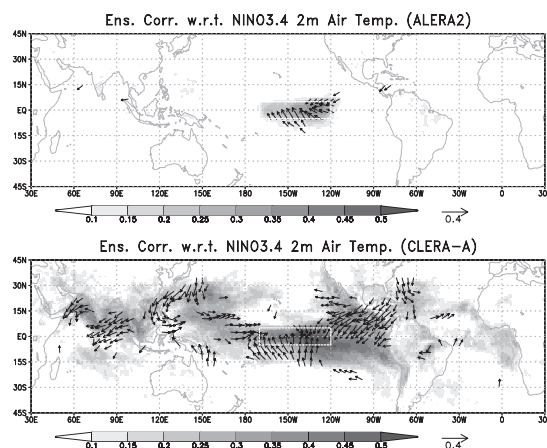 Ens. Corr. w.r.t. NINO3.4 2m Air Temp. (ALERA2)
45N
30N
15N
EQ
15S
30S
45S
30E 60E 90E 120E 150E 180 150W 120W 90W 60W 30W 0 30
0.1 0.15 0.2 0.25 0.3 0.35 0.4 0.45 0.5 0.4
Ens. Corr. w.r.t. NINO3.4 2m Air Temp. (CLERA-A)
45N
30N
15N
EQ
15S
30S
45S
30E 60E 90E 120E 150E 180 150W 120W 90W 60W 30W 0 30
0.1 0.15 0.2 0.25 0.3 0.35 0.4 0.45 0.5 0.4